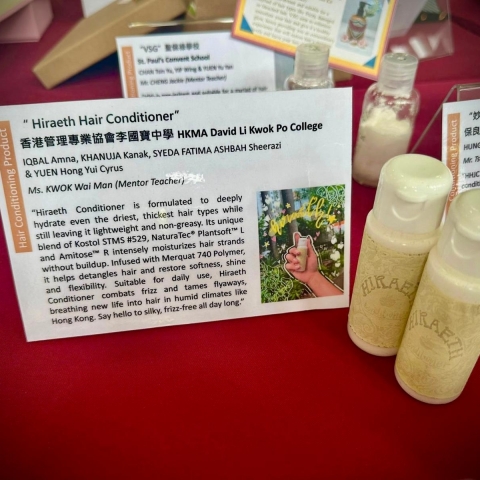 "VSG" 聖保祿學校
St. Paul's Convent School
Hair Conditioning Product
" Hiraeth Hair Conditioner"
香港管理專業協會李國寶中學 HKMA David Li Kwok Po College
IQBAL Amna, KHANUJA Kanak, SYEDA FATIMA ASHBAH Sheerazi
& YUEN Hong Yui Cyrus
Ms. KWOK Wai Man (Mentor Teacher)
"Hiraeth Conditioner is formulated to deeply
hydrate even the driest, thickest hair types while
still leaving it lightweight and non-greasy. Its unique
blend of Kostol STMS #529, NaturaTec® Plantsoft™ L
and Amitose™ R intensely moisturizes hair strands
without buildup. Infused with Merquat 740 Polymer,
it helps detangles hair and restore softness, shine
and flexibility. Suitable for daily use, Hiraeth
Conditioner combats frizz and tames flyaways,
breathing new life into hair in humid climates like
Hong Kong. Say hello to silky, frizz-free all day long."
HIRAETH
HIRAETH